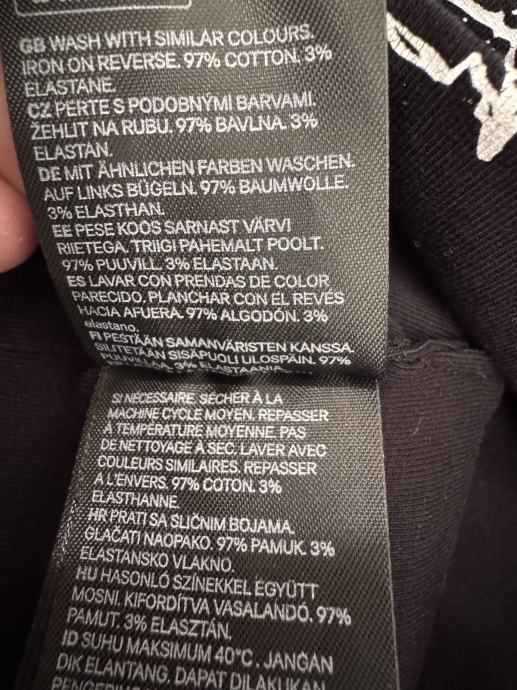 GB WASH WITH SIMILAR COLOURS.
IRON ON REVERSE. 97% COTTON. 3%
ELASTANE.
CZ PERTE S PODOBNÝMI BARVAMI.
ŽEHLIT NA RUBU. 97% BAVLNA. 3%
ELASTAN.
DE MIT ÄHNLICHEN FARBEN WASCHEN.
AUF LINKS BÜGELN. 97% BAUMWOLLE.
3% ELASTHAN.
EE PESE KOOS SARNAST VÄRVI
RIIETEGA. TRIIGI PAHEMALT POOLT.
97% PUUVILL. 3% ELASTAAN.
ES LAVAR CON PRENDAS DE COLOR
PARECIDO. PLANCHAR CON EL REVÉS
HACIA AFUERA. 97% ALGODÓN. 3%
elastano.
FI PESTÄÄN SAMANVÄRISTEN KANSSA.
SILITETÄÄN SISÄPUOLI ULOSPÄIN. 97%
PUUVILLAA. 3% ELASTAANIA.
SI NÉCESSAIRE. SÉCHER À LA
MACHINE CYCLE MOYEN. REPASSER
À TEMPÉRATURE MOYENNE. PAS
DE NETTOYAGE À SEC. LAVER AVEC
COULEURS SIMILAIRES. REPASSER
À L'ENVERS. 97% COTON. 3%
ELASTHANNE.
HR PRATI SA SLIČNIM BOJAMA.
GLAČATI NAOPAKO. 97% PAMUK. 3%
ELASTANSKO VLAKNO.
HU HASONLÓ SZÍNEKKEL EGYÜTT
MOSNI. KIFORDÍTVA VASALANDÓ. 97%
PAMUT. 3% ELASZTÁN.
ID SUHU MAKSIMUM 40°C. JANGAN
DIKELANTANG. DAPAT DILAKUKAN